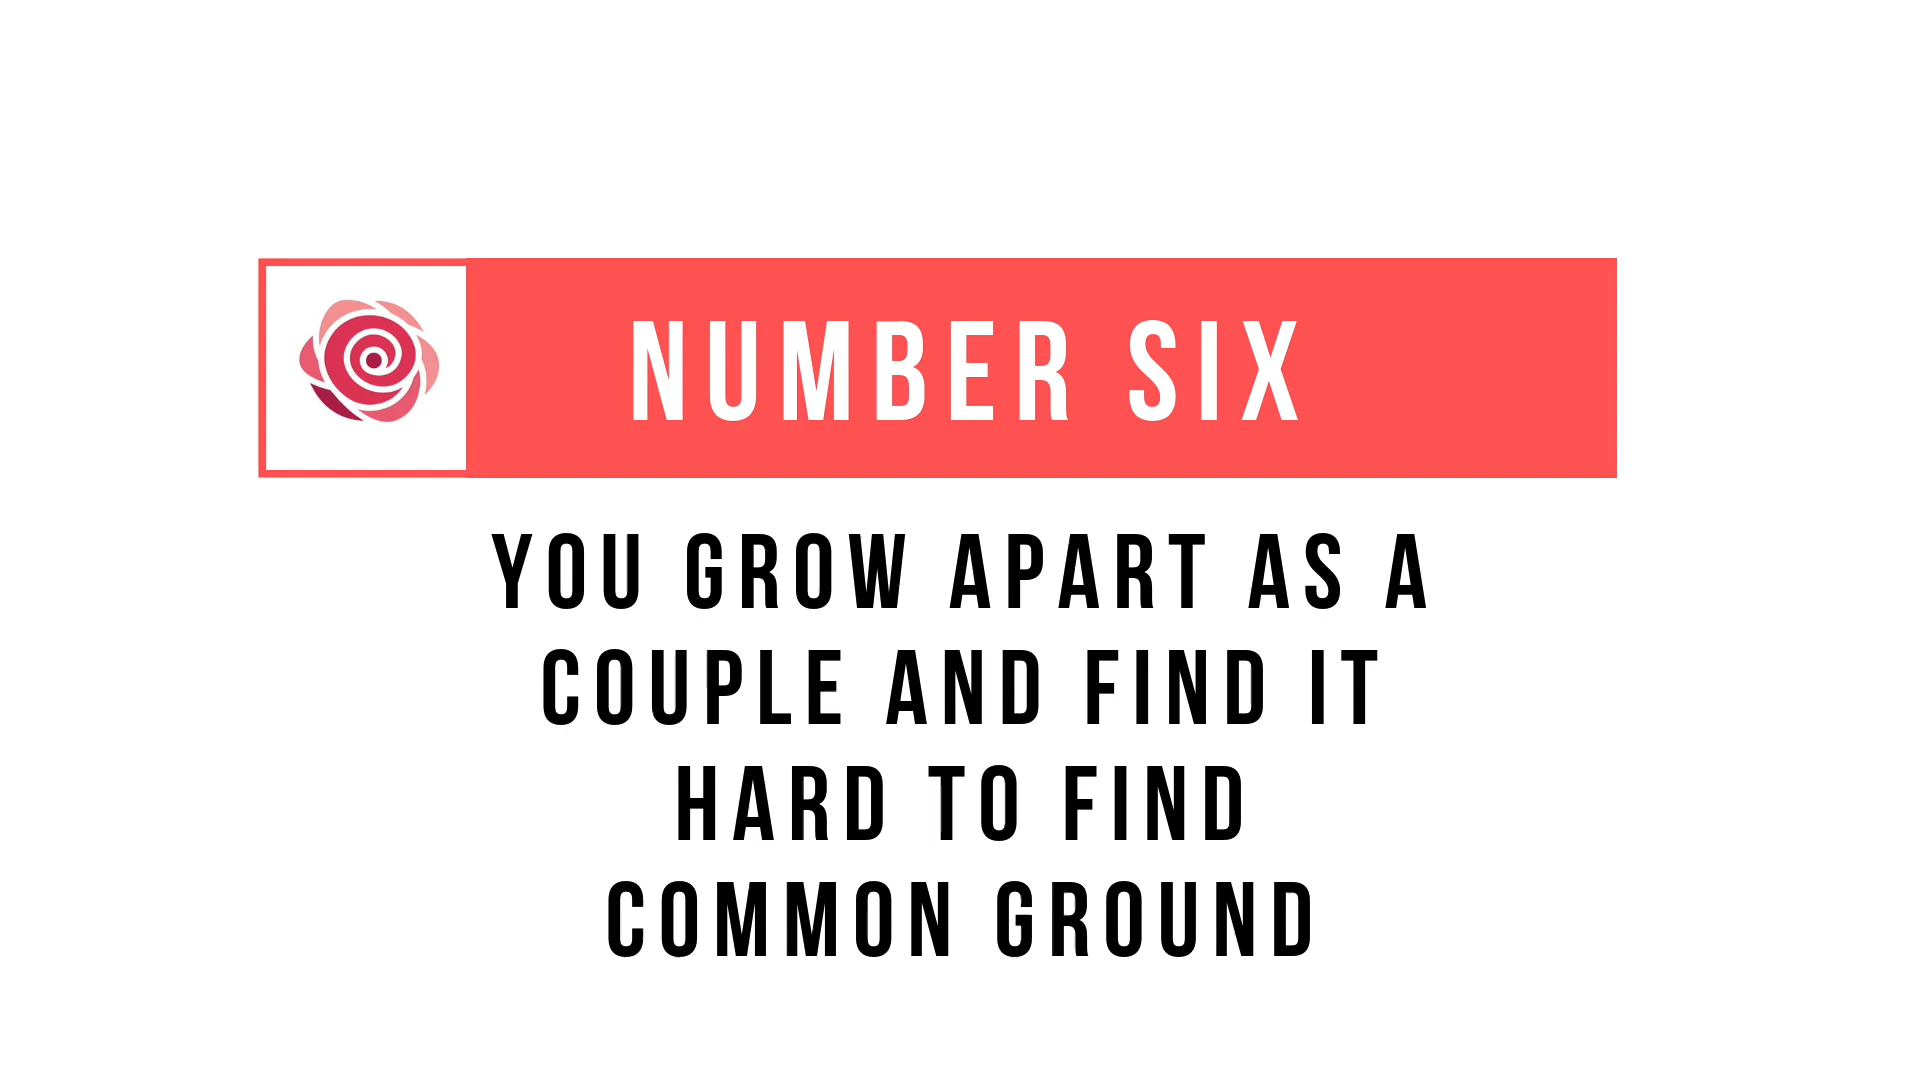 NUMBER SIX
YOU GROW APART AS A
COUPLE AND FIND IT
HARD TO FIND
COMMON GROUND